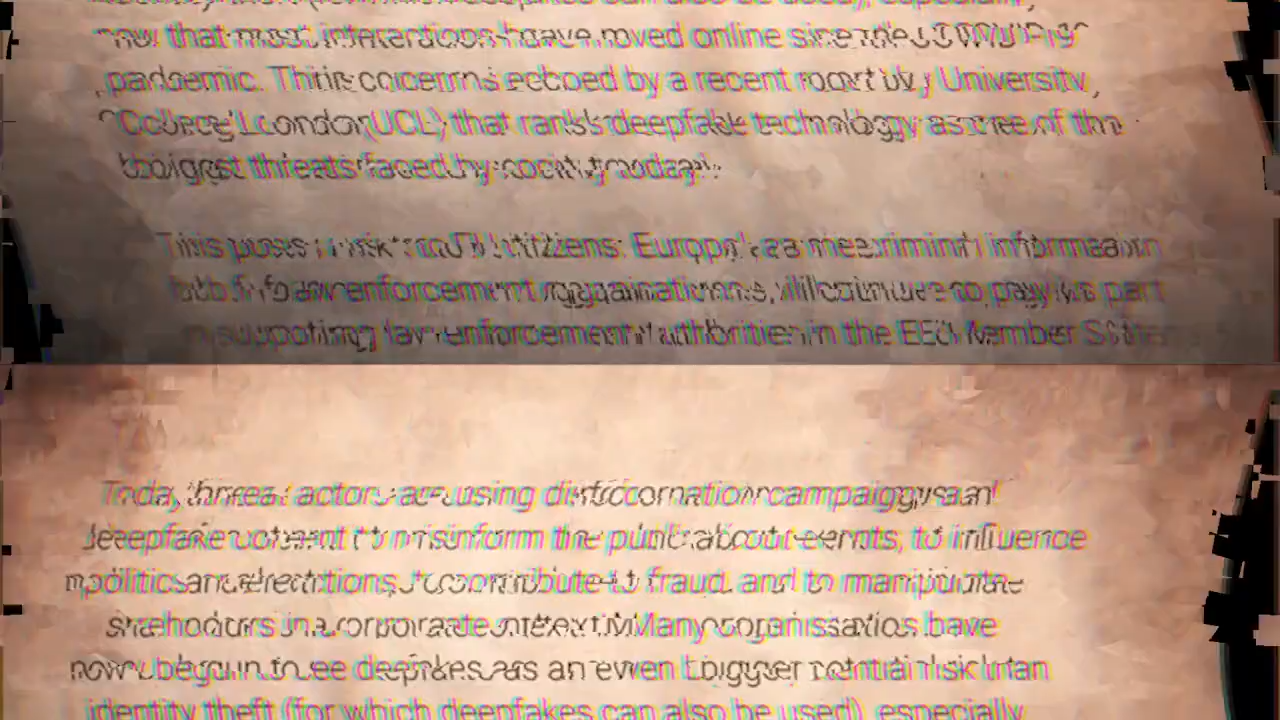 now that most interactions have moved online since the COVID-19
pandemic. This concern is echoed by a recent report by University
College London (UCL) that ranks deepfake technology as one of the
biggest threats faced by society today.
This poses risk to EU citizens. Europol, as a criminal information
hub for law enforcement organisations, will continue to pay its part
supporting law enforcement authorities in the EU Member States
Today, threat actors are using disinformation campaigns and
deepfake content to misinform the public about events, to influence
politics and elections, to contribute to fraud, and to manipulate
shareholders in a corporate context. Many organisations have
now begun to see deepfakes as an even bigger potential risk than
identity theft (for which deepfakes can also be used), especially